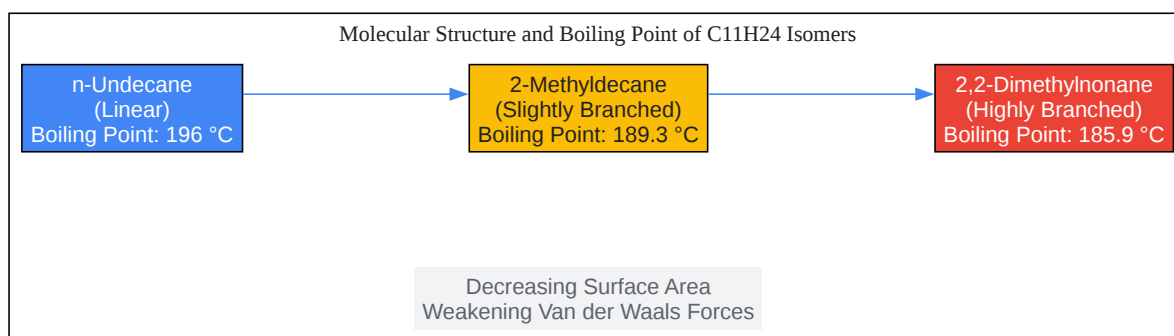 Molecular Structure and Boiling Point of C11H24 Isomers
n-Undecane
(Linear)
Boiling Point: 196 °C
2-Methyldecane
(Slightly Branched)
Boiling Point: 189.3 °C
2,2-Dimethylnonane
(Highly Branched)
Boiling Point: 185.9 °C
Decreasing Surface Area
Weakening Van der Waals Forces